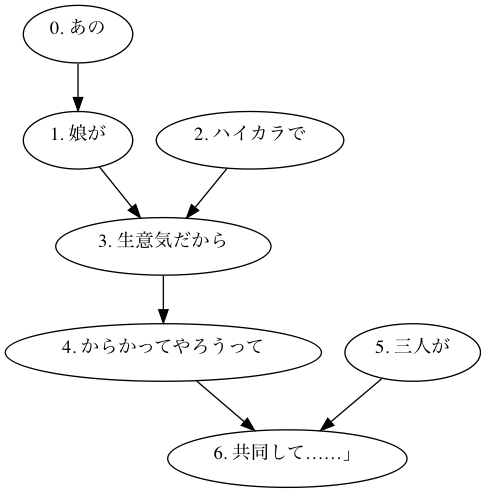 0. あの
1. 娘が
2. ハイカラで
3. 生意気だから
4. からかってやろうって
5. 三人が
6. 共同して……」